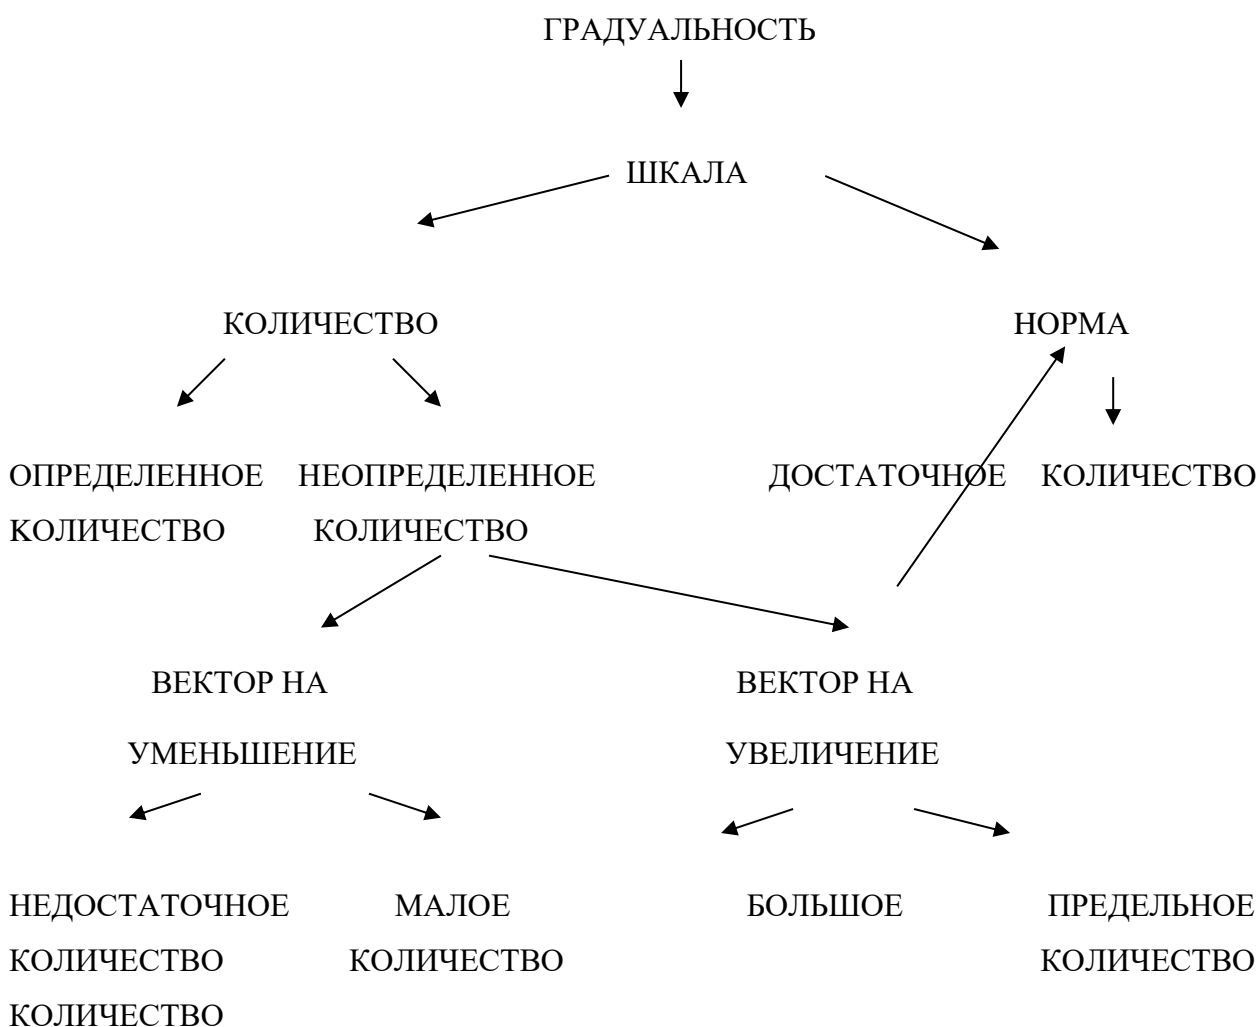 ГРАДУАЛЬНОСТЬ
ШКАЛА
КОЛИЧЕСТВО НОРМА
ОПРЕДЕЛЕННОЕ НЕОПРЕДЕЛЕННОЕ ДОСТАТОЧНОЕ КОЛИЧЕСТВО
КОЛИЧЕСТВО КОЛИЧЕСТВО
ВЕКТОР НА ВЕКТОР НА
УМЕНЬШЕНИЕ УВЕЛИЧЕНИЕ
НЕДОСТАТОЧНОЕ МАЛОЕ БОЛЬШОЕ ПРЕДЕЛЬНОЕ
КОЛИЧЕСТВО КОЛИЧЕСТВО КОЛИЧЕСТВО
КОЛИЧЕСТВО